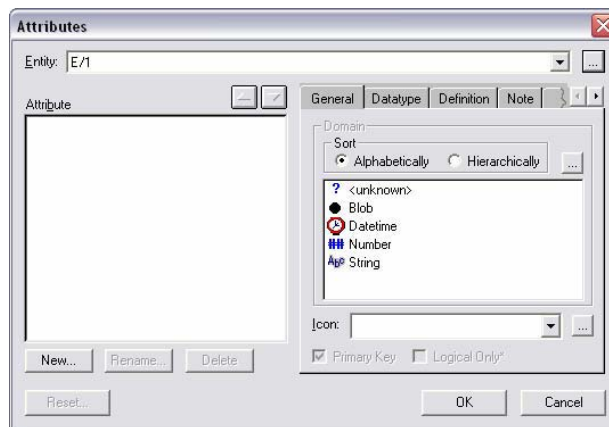 Attributes
Entity: E/1
...
Attribute
General Datatype Definition Note
Domain
Sort
Alphabetically Hierarchically
...
? <unknown>
Blob
Datetime
## Number
Abc String
Icon:
...
New... Rename... Delete
Primary Key Logical Only*
Reset... OK Cancel